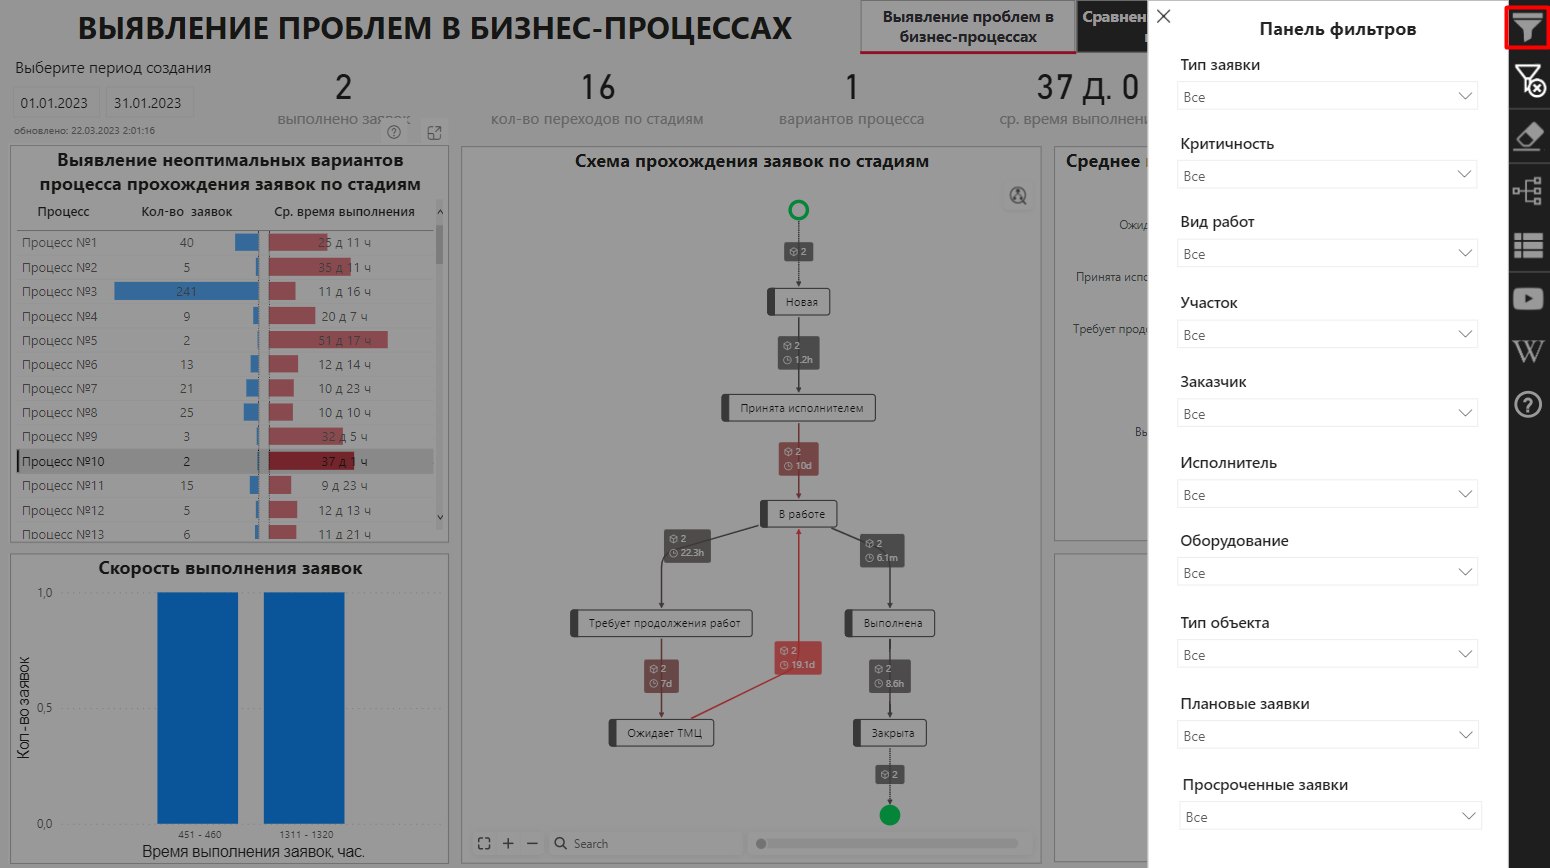 ВЫЯВЛЕНИЕ ПРОБЛЕМ В БИЗНЕС-ПРОЦЕССАХ
Выявление проблем в
бизнес-процессах
Сравнен
Выберите период создания
01.01.2023
31.01.2023
обновлено: 22.03.2023 2:01:16
2
выполнено заявок
16
кол-во переходов по стадиям
1
вариантов процесса
37 Д. 0
ср. время выполнени
Выявление неоптимальных вариантов
процесса прохождения заявок по стадиям
Процесс Кол-во заявок Ср. время выполнения
Процесс №1 40 25 д 11 ч
Процесс №2 5 35 д 11 ч
Процесс №3 241 11 д 16 ч
Процесс №4 9 20 д 7 ч
Процесс №5 2 51 д 17 ч
Процесс №6 13 12 д 14 ч
Процесс №7 21 10 д 23 ч
Процесс №8 25 10 д 10 ч
Процесс №9 3 32 д 5 ч
Процесс №10 2 37 д 1 ч
Процесс №11 15 9 д 23 ч
Процесс №12 5 12 д 13 ч
Процесс №13 6 11 д 21 ч
Скорость выполнения заявок
Кол-во заявок
1,0
0,5
0,0
451 - 460
1311 - 1320
Время выполнения заявок, час.
Схема прохождения заявок по стадиям
2
Новая
2
1.2h
Принята исполнителем
2
10d
В работе
2
22.3h
2
6.1m
Требует продолжения работ
Выполнена
2
19.1d
2
7d
2
8.6h
Ожидает ТМЦ
Закрыта
2
Search
Среднее
Ожид
Принята испо
Требует прод
Вы
Панель фильтров
Тип заявки
Все
Критичность
Все
Вид работ
Все
Участок
Все
Заказчик
Все
Исполнитель
Все
Оборудование
Все
Тип объекта
Все
Плановые заявки
Все
Просроченные заявки
Все
W